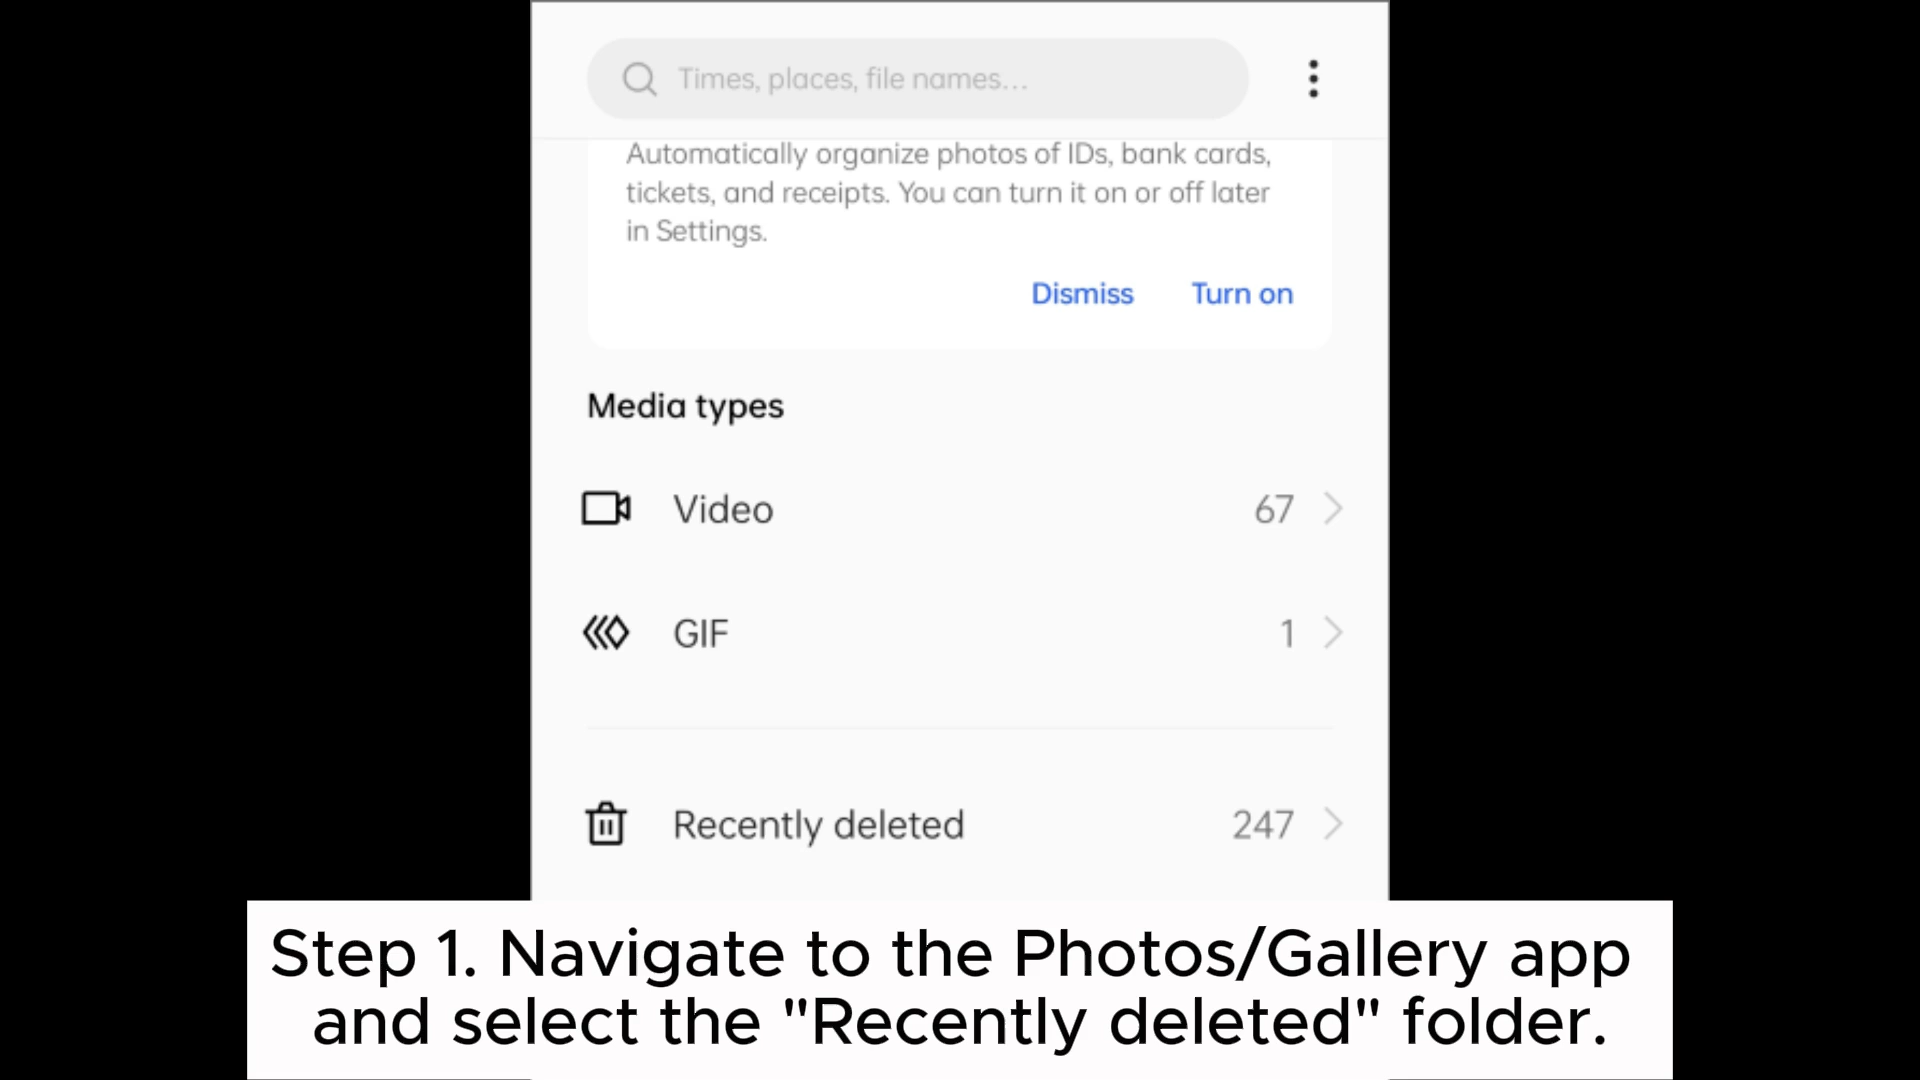 Times, places, file names...
Automatically organize photos of IDs, bank cards,
tickets, and receipts. You can turn it on or off later
in Settings.
Dismiss Turn on
Media types
Video 67
GIF 1
Recently deleted 247
Step 1. Navigate to the Photos/Gallery app
and select the "Recently deleted" folder.